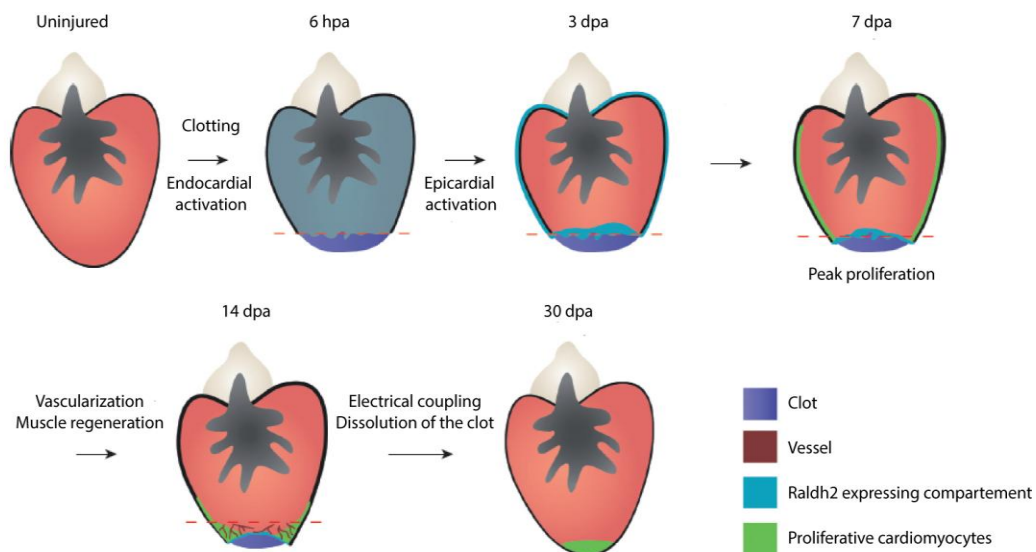 Uninjured
6 hpa
3 dpa
7 dpa
Clotting
Endocardial
activation
Epicardial
activation
Peak proliferation
14 dpa
30 dpa
Vascularization
Muscle regeneration
Electrical coupling
Dissolution of the clot
Clot
Vessel
Raldh2 expressing compartement
Proliferative cardiomyocytes